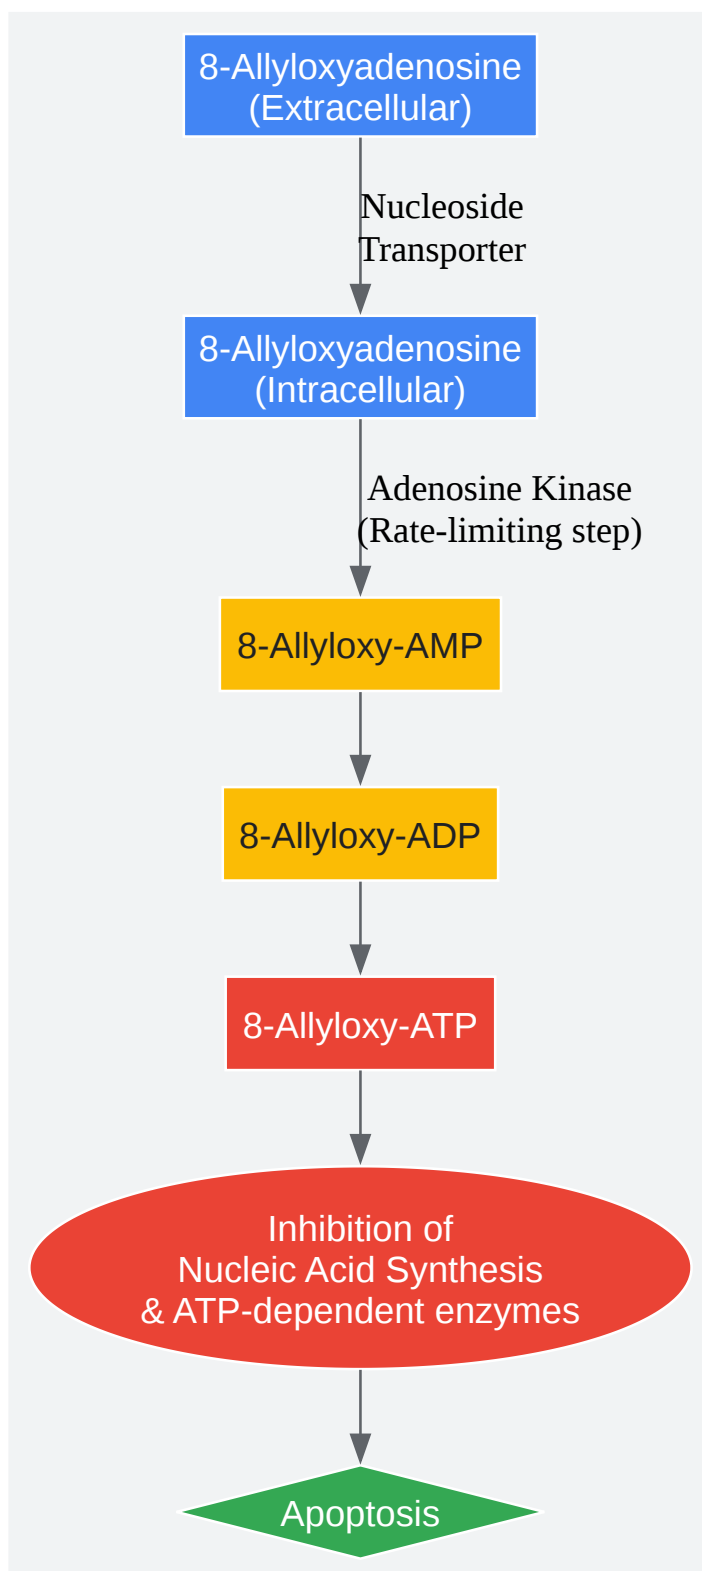 8-Allyloxyadenosine
(Extracellular)
Nucleoside
Transporter
8-Allyloxyadenosine
(Intracellular)
Adenosine Kinase
(Rate-limiting step)
8-Allyloxy-AMP
8-Allyloxy-ADP
8-Allyloxy-ATP
Inhibition of
Nucleic Acid Synthesis
& ATP-dependent enzymes
Apoptosis